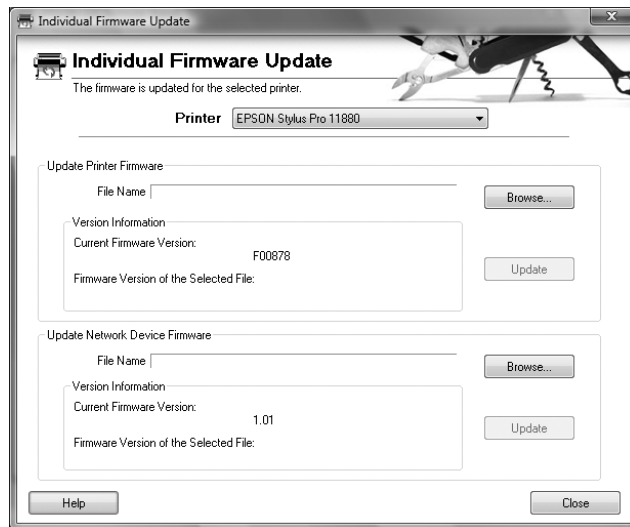 Individual Firmware Update
Individual Firmware Update
The firmware is updated for the selected printer.
Printer EPSON Stylus Pro 11880
Update Printer Firmware
File Name Browse...
Version Information
Current Firmware Version:
F00878
Firmware Version of the Selected File:
Update
Update Network Device Firmware
File Name Browse...
Version Information
Current Firmware Version:
1.01
Firmware Version of the Selected File:
Update
Help Close